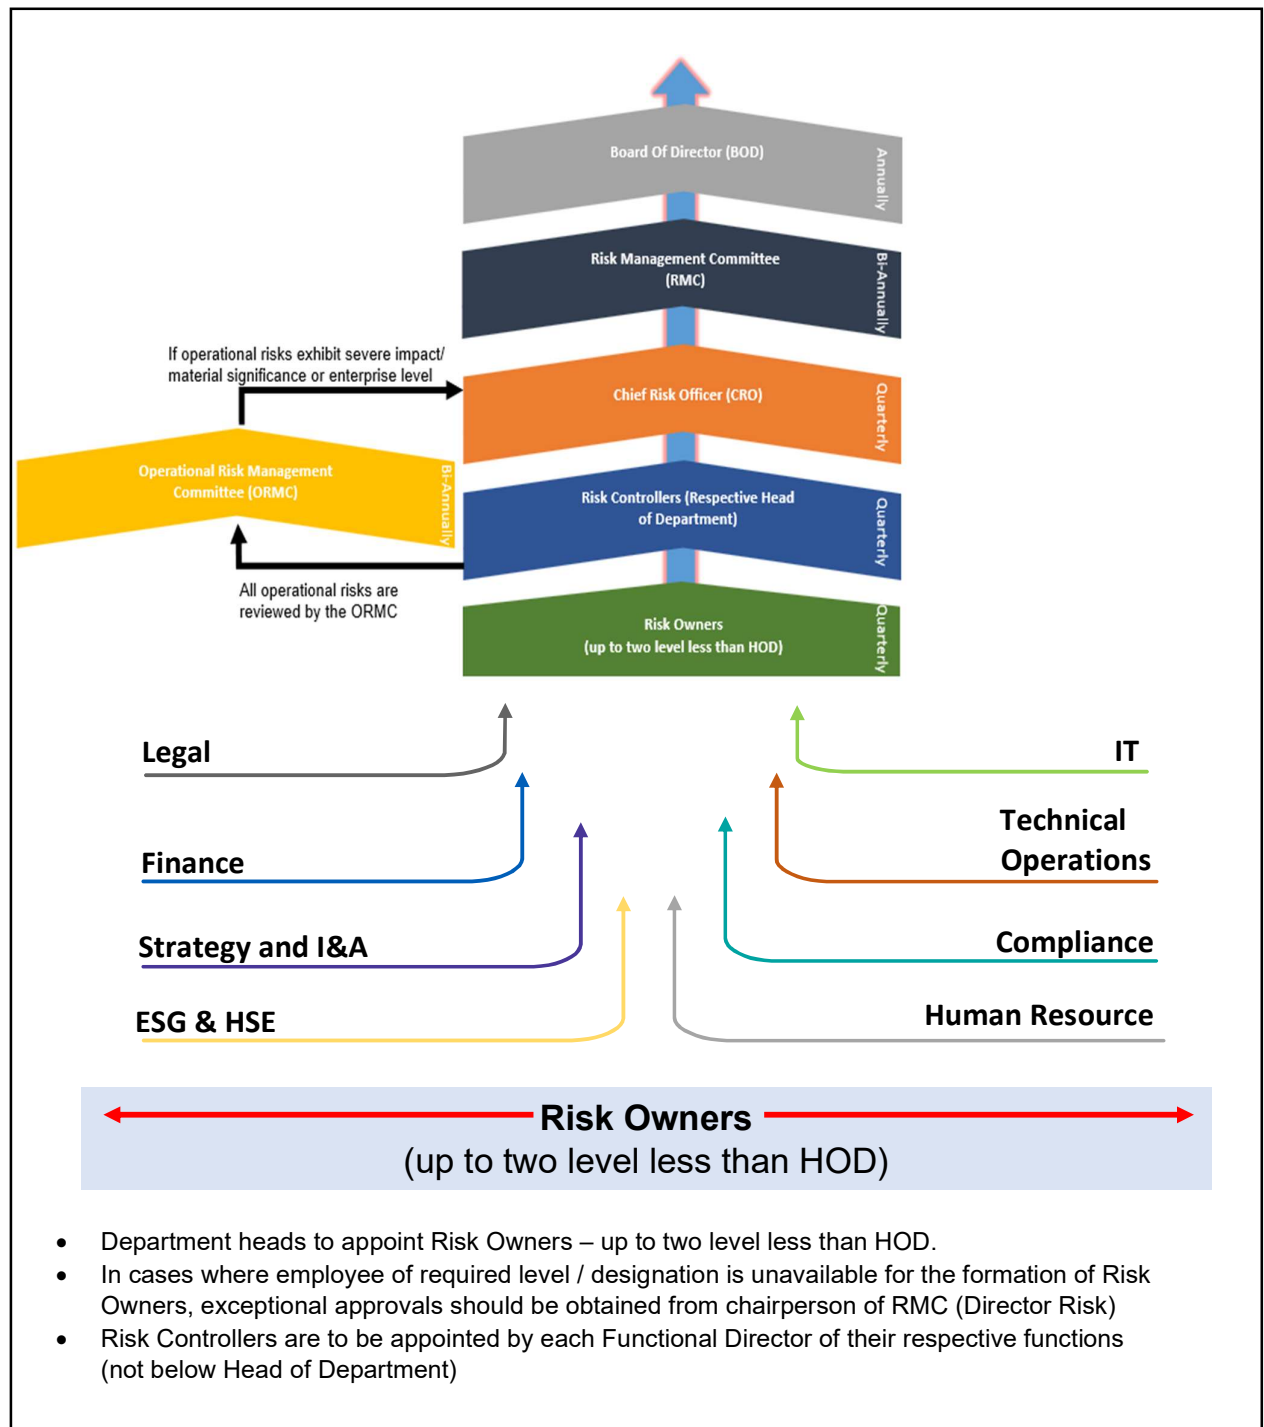 Board Of Director (BOD)
Annually
Risk Management Committee
(RMC)
Bi-Annually
If operational risks exhibit severe impact/
material significance or enterprise level
Chief Risk Officer (CRO)
Quarterly
Operational Risk Management
Committee (ORMC)
Bi-Annually
Risk Controllers (Respective Head
of Department)
Quarterly
All operational risks are
reviewed by the ORMC
Risk Owners
(up to two level less than HOD)
Quarterly
Legal
IT
Finance
Technical
Operations
Strategy and I&A
Compliance
ESG & HSE
Human Resource
Risk Owners
(up to two level less than HOD)
• Department heads to appoint Risk Owners – up to two level less than HOD.
• In cases where employee of required level / designation is unavailable for the formation of Risk
Owners, exceptional approvals should be obtained from chairperson of RMC (Director Risk)
• Risk Controllers are to be appointed by each Functional Director of their respective functions
(not below Head of Department)